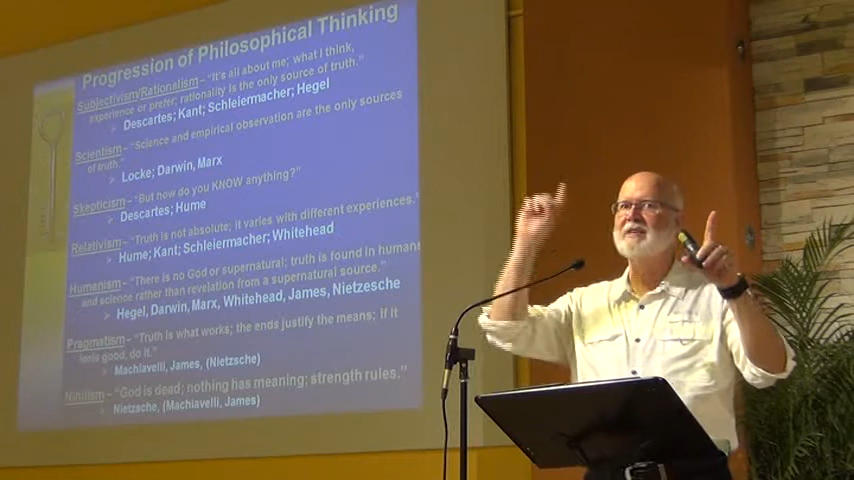 Progression of Philosophical Thinking
Subjectivism/Rationalism – "It's all about me; what I think,
experience or prefer; rationality is the only source of truth."
Descartes; Kant; Schleiermacher; Hegel
Scientism – "Science and empirical observation are the only sources
of truth."
Locke; Darwin, Marx
Skepticism – "But how do you KNOW anything?"
Descartes; Hume
Relativism – "Truth is not absolute; it varies with different experiences."
Hume; Kant; Schleiermacher; Whitehead
Humanism – "There is no God or supernatural; truth is found in humans
and science rather than revelation from a supernatural source."
Hegel, Darwin, Marx, Whitehead, James, Nietzesche
Pragmatism – "Truth is what works; the ends justify the means; if it
feels good, do it."
Machiavelli, James, (Nietzsche)
Nihilism – "God is dead; nothing has meaning; strength rules."
Nietzsche, (Machiavelli, James)